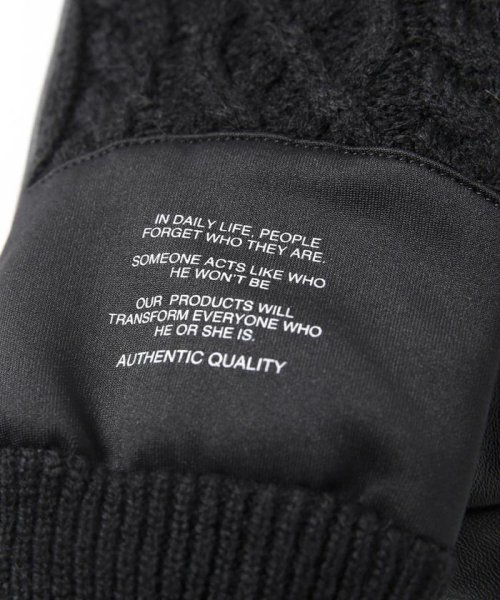 IN DAILY LIFE, PEOPLE
FORGET WHO THEY ARE.
SOMEONE ACTS LIKE WHO
HE WON'T BE
OUR PRODUCTS WILL
TRANSFORM EVERYONE WHO
HE OR SHE IS.
AUTHENTIC QUALITY